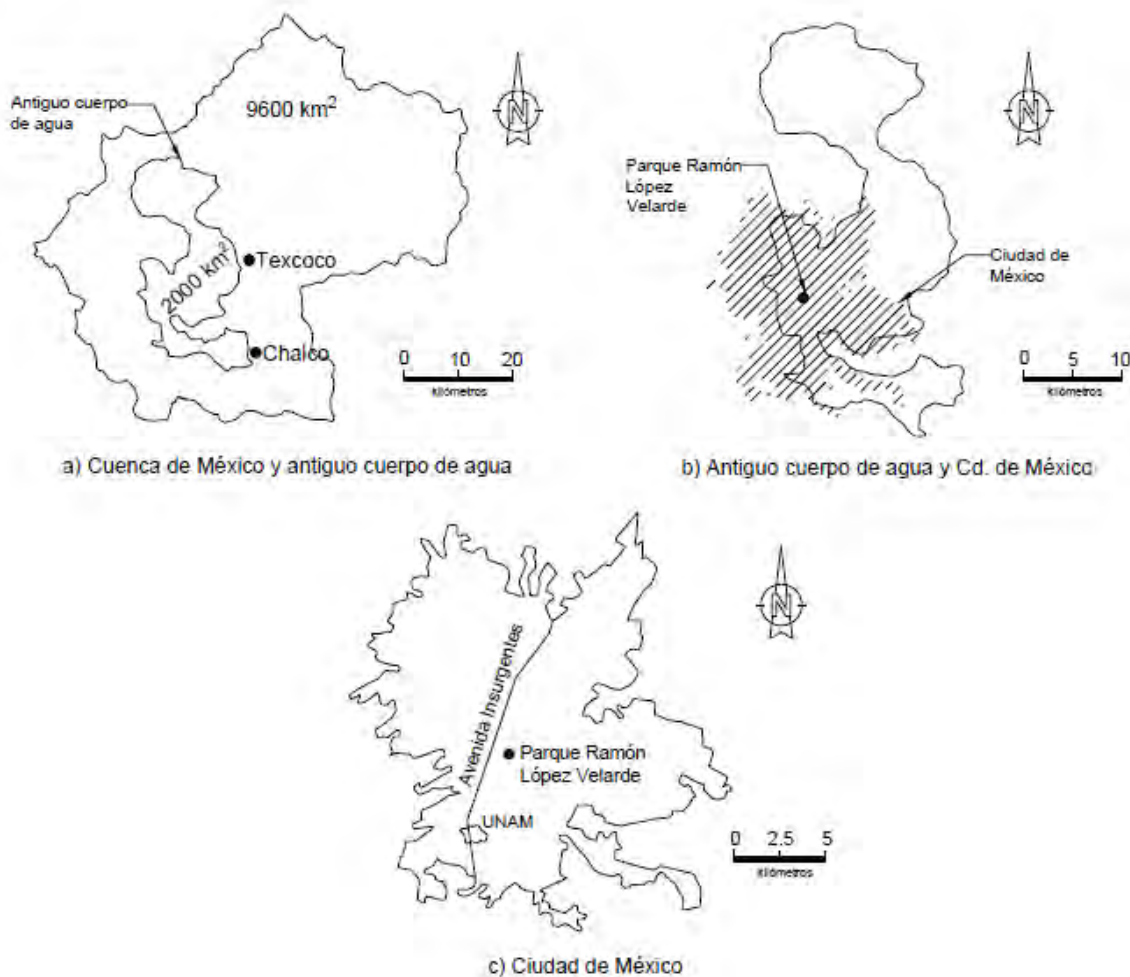 Antiguo cuerpo
de agua
9600 km²
N
2000 km²
Texcoco
Chalco
0 10 20
kilómetros
a) Cuenca de México y antiguo cuerpo de agua
N
Parque Ramón
López
Velarde
Ciudad de
México
0 5 10
kilómetros
b) Antiguo cuerpo de agua y Cd. de México
N
Avenida Insurgentes
Parque Ramón
López Velarde
UNAM
0 2.5 5
kilómetros
c) Ciudad de México